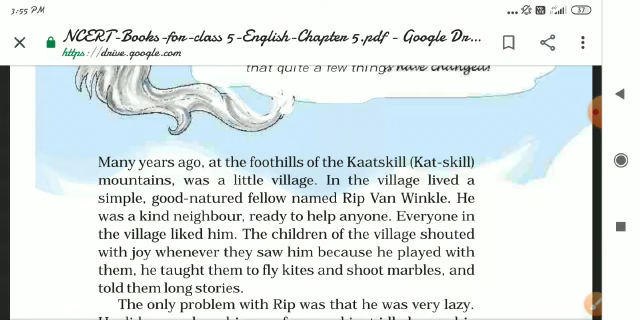 3:55 PM
37
NCERT-Books-for-class 5-English-Chapter 5.pdf - Google Dr...
https://drive.google.com
that quite a few things have changed!
Many years ago, at the foothills of the Kaatskill (Kat-skill)
mountains, was a little village. In the village lived a
simple, good-natured fellow named Rip Van Winkle. He
was a kind neighbour, ready to help anyone. Everyone in
the village liked him. The children of the village shouted
with joy whenever they saw him because he played with
them, he taught them to fly kites and shoot marbles, and
told them long stories.
The only problem with Rip was that he was very lazy.